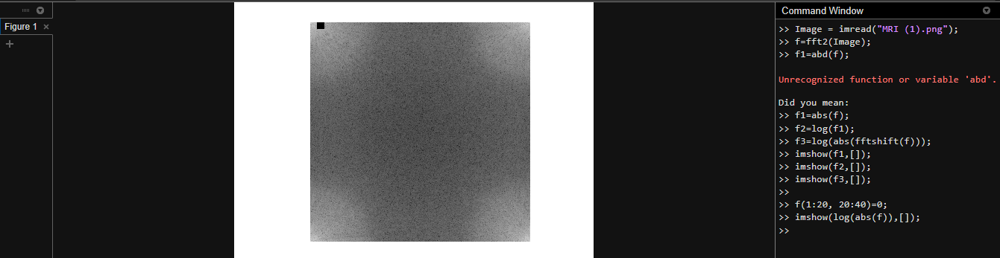 Figure 1
Command Window
>> Image = imread("MRI (1).png");
>> f=fft2(Image);
>> f1=abd(f);
Unrecognized function or variable 'abd'.
Did you mean:
>> f1=abs(f);
>> f2=log(f1);
>> f3=log(abs(fftshift(f)));
>> imshow(f1,[]);
>> imshow(f2,[]);
>> imshow(f3,[]);
>>
>> f(1:20, 20:40)=0;
>> imshow(log(abs(f)),[]);
>>